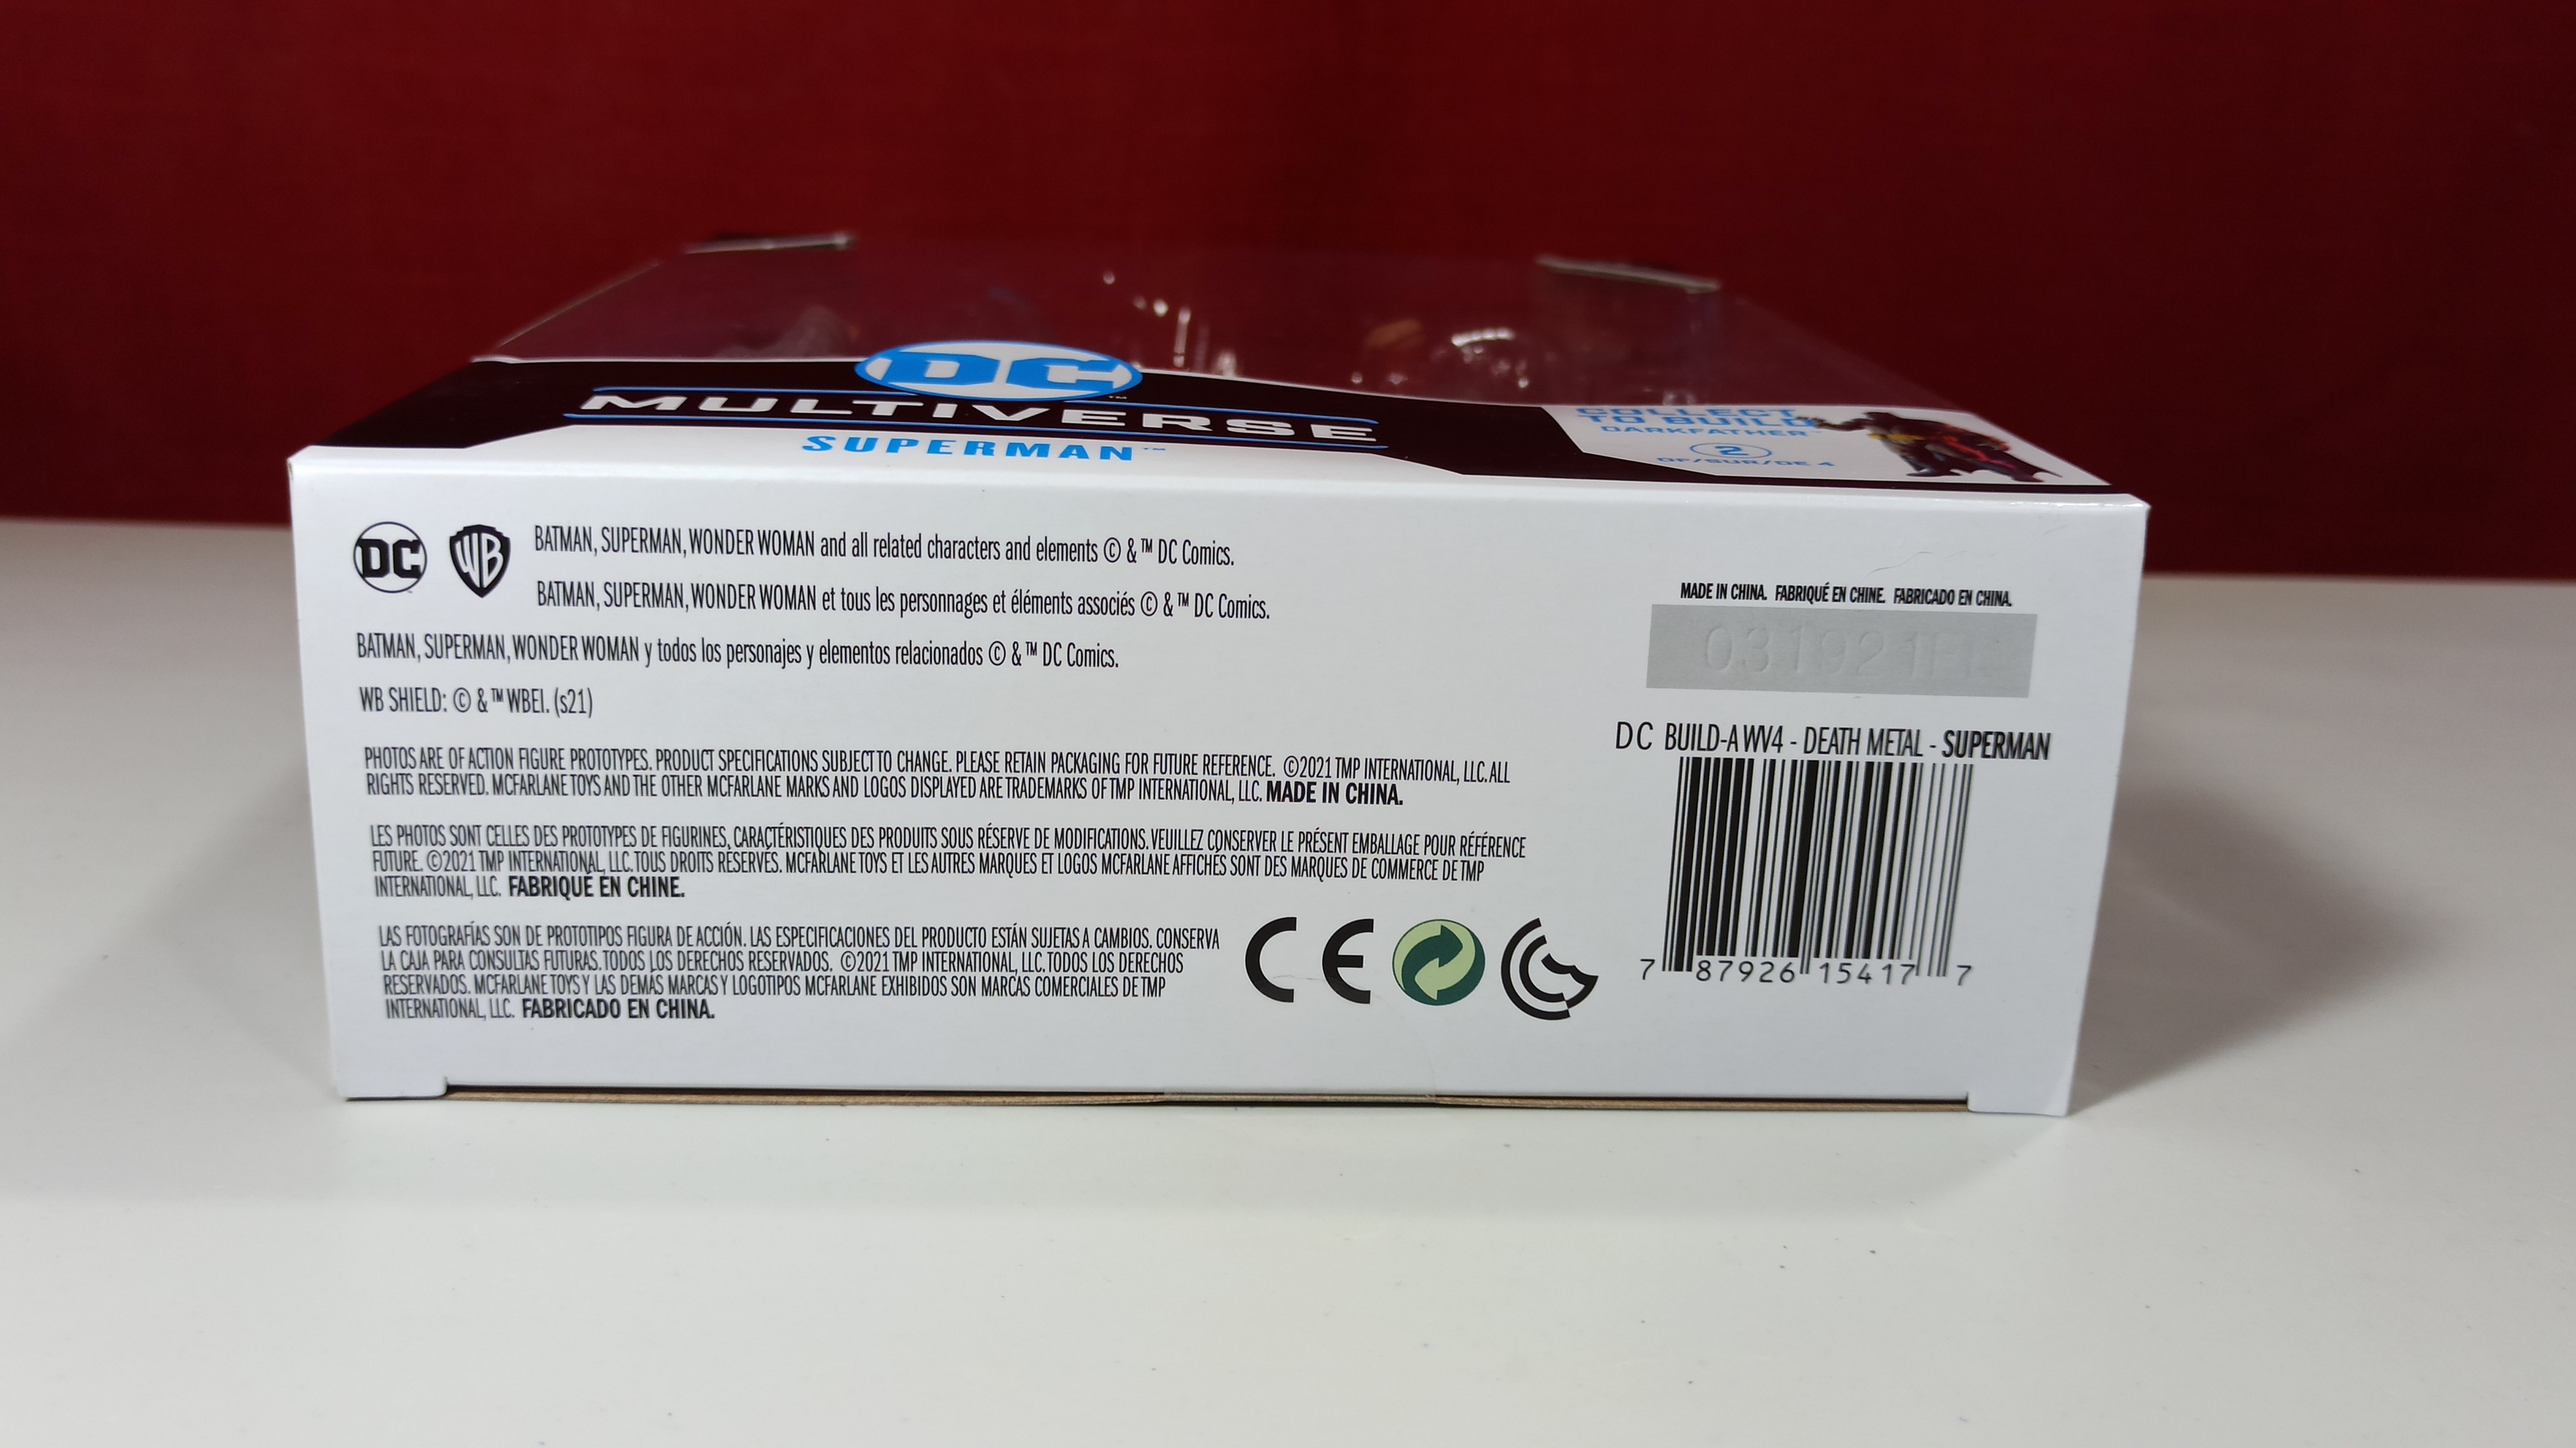 DC
MULTIVERSE
SUPERMAN™
COLLECT
TO BUILD
DARKFATHER™
2
OF/SUR/DE 4
DC WB BATMAN, SUPERMAN, WONDER WOMAN and all related characters and elements © & ™ DC Comics.
BATMAN, SUPERMAN, WONDER WOMAN et tous les personnages et éléments associés © & ™ DC Comics.
BATMAN, SUPERMAN, WONDER WOMAN y todos los personajes y elementos relacionados © & ™ DC Comics.
WB SHIELD: © & ™ WBEI. (s21)
PHOTOS ARE OF ACTION FIGURE PROTOTYPES. PRODUCT SPECIFICATIONS SUBJECT TO CHANGE. PLEASE RETAIN PACKAGING FOR FUTURE REFERENCE. ©2021 TMP INTERNATIONAL, LLC. ALL
RIGHTS RESERVED. MCFARLANE TOYS AND THE OTHER MCFARLANE MARKS AND LOGOS DISPLAYED ARE TRADEMARKS OF TMP INTERNATIONAL, LLC. MADE IN CHINA.
LES PHOTOS SONT CELLES DES PROTOTYPES DE FIGURINES, CARACTÉRISTIQUES DES PRODUITS SOUS RÉSERVE DE MODIFICATIONS. VEUILLEZ CONSERVER LE PRÉSENT EMBALLAGE POUR RÉFÉRENCE
FUTURE. ©2021 TMP INTERNATIONAL, LLC. TOUS DROITS RÉSERVÉS. MCFARLANE TOYS ET LES AUTRES MARQUES ET LOGOS MCFARLANE AFFICHÉS SONT DES MARQUES DE COMMERCE DE TMP
INTERNATIONAL, LLC. FABRIQUÉ EN CHINE.
LAS FOTOGRAFÍAS SON DE PROTOTIPOS FIGURA DE ACCIÓN. LAS ESPECIFICACIONES DEL PRODUCTO ESTÁN SUJETAS A CAMBIOS. CONSERVA
LA CAJA PARA CONSULTAS FUTURAS. TODOS LOS DERECHOS RESERVADOS. ©2021 TMP INTERNATIONAL, LLC. TODOS LOS DERECHOS
RESERVADOS. MCFARLANE TOYS Y LAS DEMÁS MARCAS Y LOGOTIPOS MCFARLANE EXHIBIDOS SON MARCAS COMERCIALES DE TMP
INTERNATIONAL, LLC. FABRICADO EN CHINA.
CE
MADE IN CHINA. FABRIQUÉ EN CHINE. FABRICADO EN CHINA.
DC BUILD-A WV4 - DEATH METAL - SUPERMAN
7 87926 15417 7